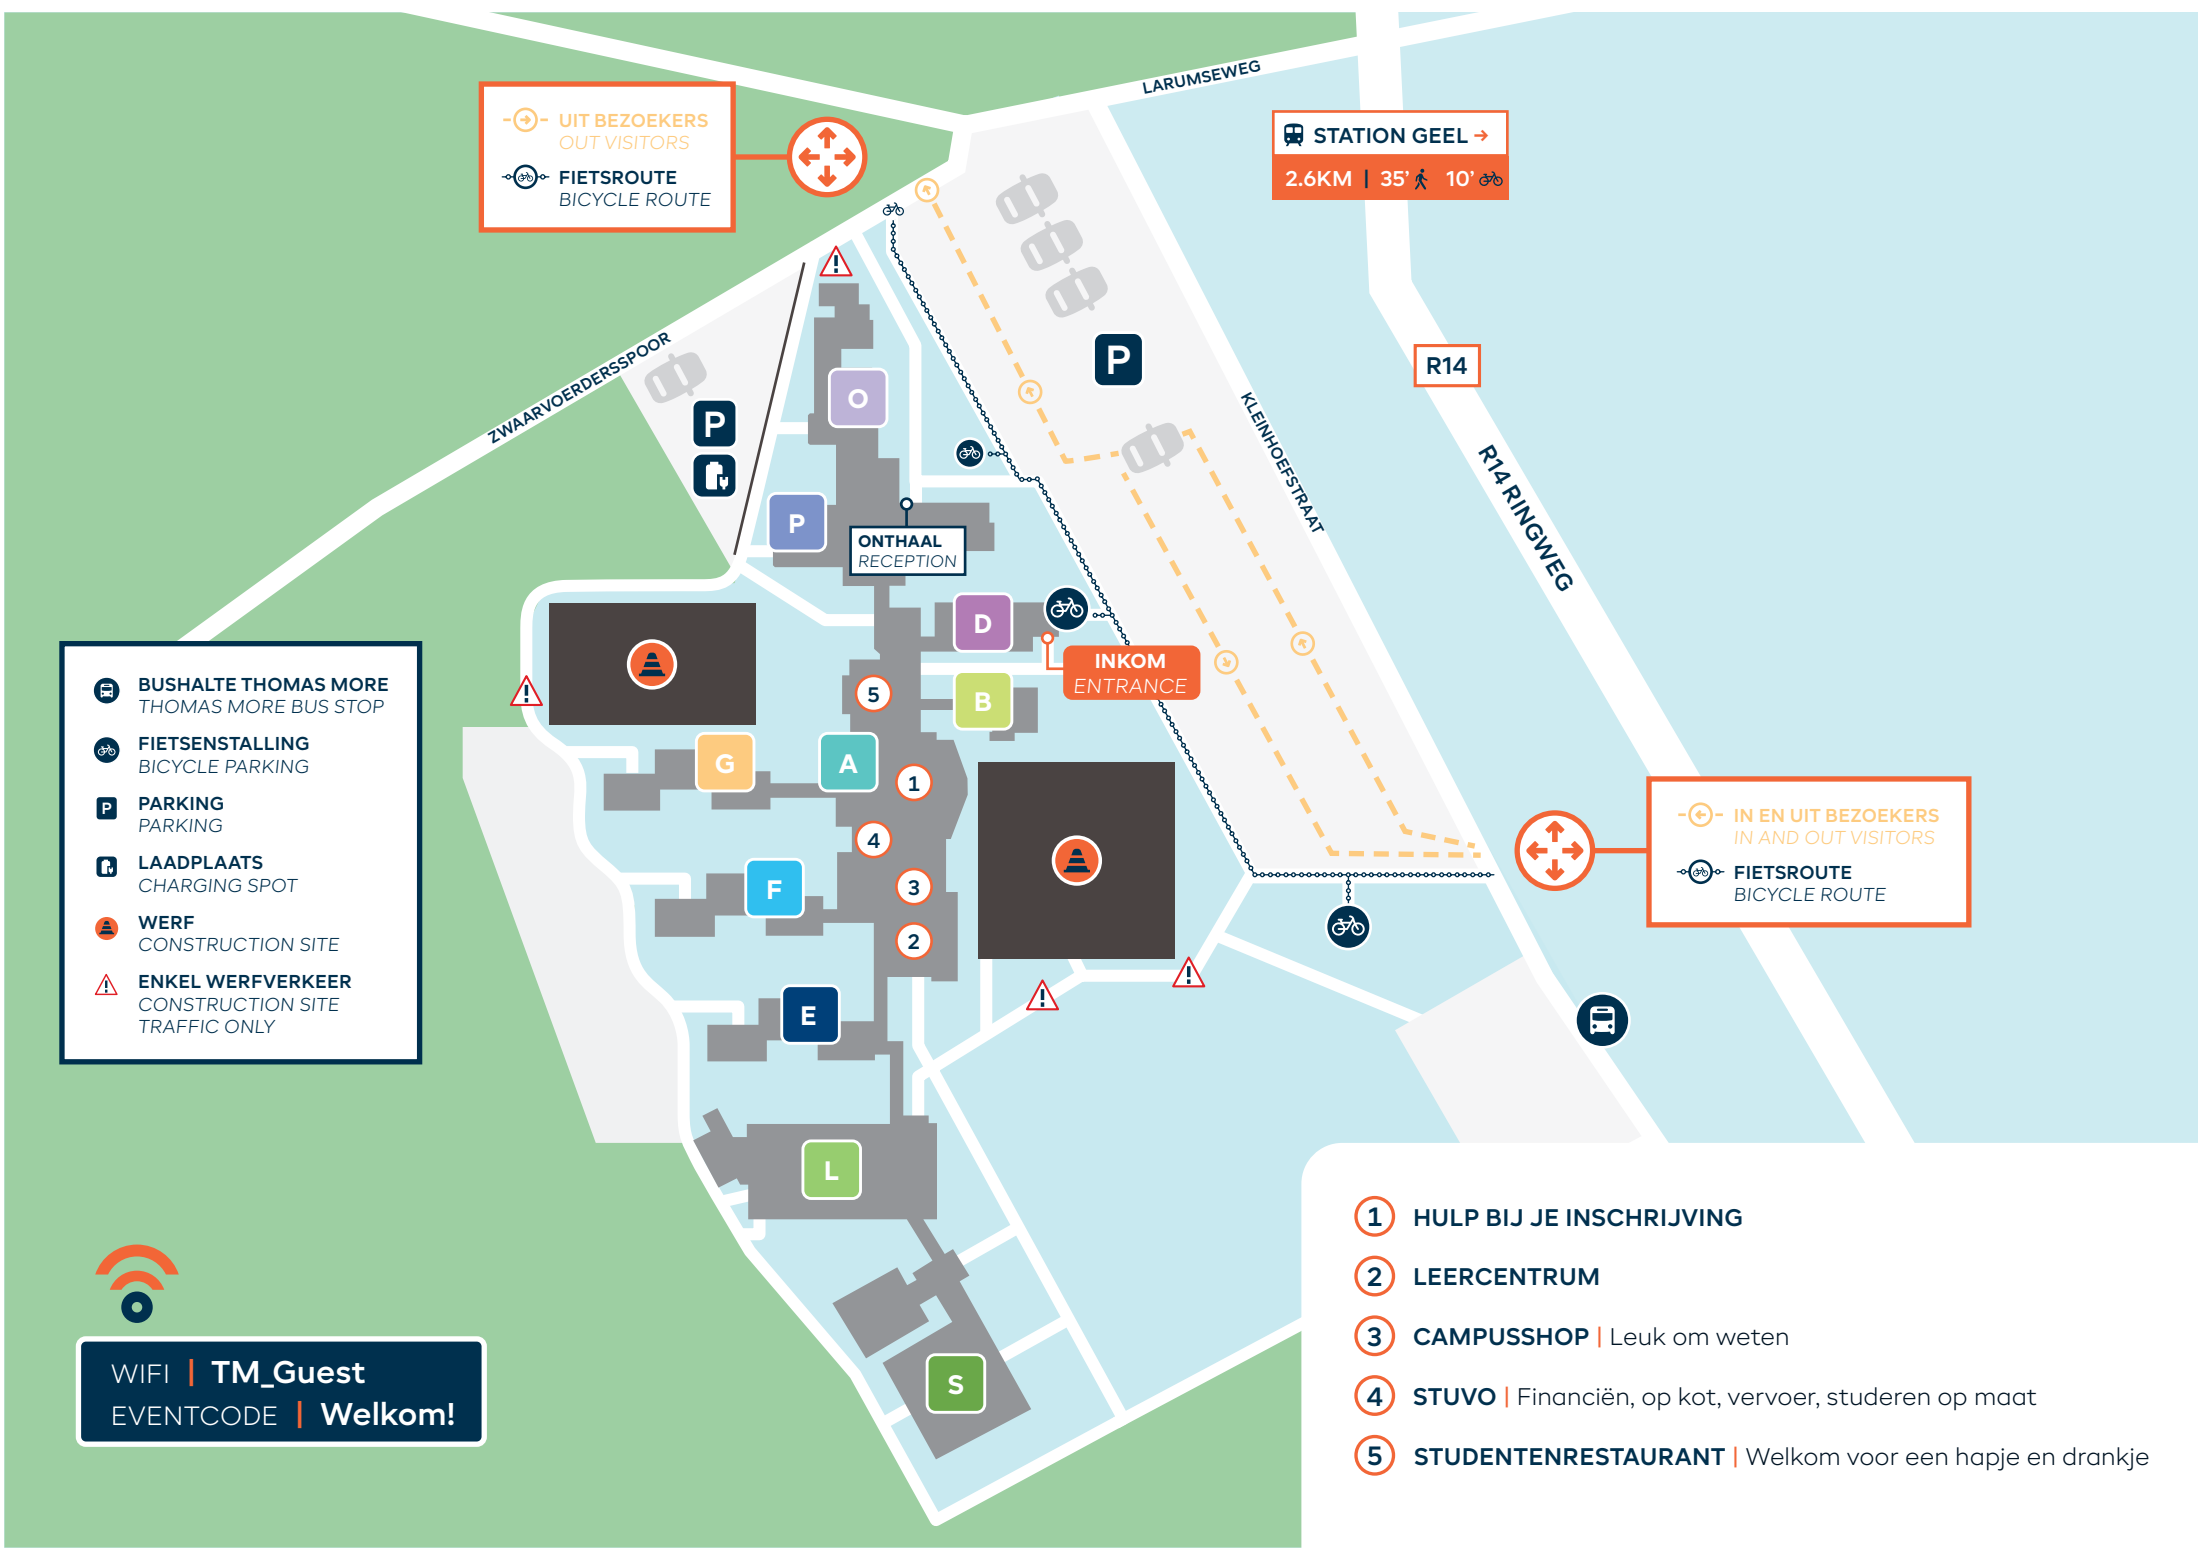 LARUMSEWEG
UIT BEZOEKERS
OUT VISITORS
FIETSROUTE
BICYCLE ROUTE
STATION GEEL
2.6KM | 35' 10'
ZWAARVOERDERSSPOOR
P
P
R14
KLEINHOEFSTRAAT
R14 RINGWEG
O
P
ONTHAAL
RECEPTION
D
INKOM
ENTRANCE
5
B
G
A
1
4
F
3
2
E
L
S
BUSHALTE THOMAS MORE
THOMAS MORE BUS STOP
FIETSENSTALLING
BICYCLE PARKING
P
PARKING
PARKING
LAADPLAATS
CHARGING SPOT
WERF
CONSTRUCTION SITE
ENKEL WERFVERKEER
CONSTRUCTION SITE
TRAFFIC ONLY
IN EN UIT BEZOEKERS
IN AND OUT VISITORS
FIETSROUTE
BICYCLE ROUTE
WIFI | TM_Guest
EVENTCODE | Welkom!
1 HULP BIJ JE INSCHRIJVING
2 LEERCENTRUM
3 CAMPUSSHOP | Leuk om weten
4 STUVO | Financiën, op kot, vervoer, studeren op maat
5 STUDENTENRESTAURANT | Welkom voor een hapje en drankje